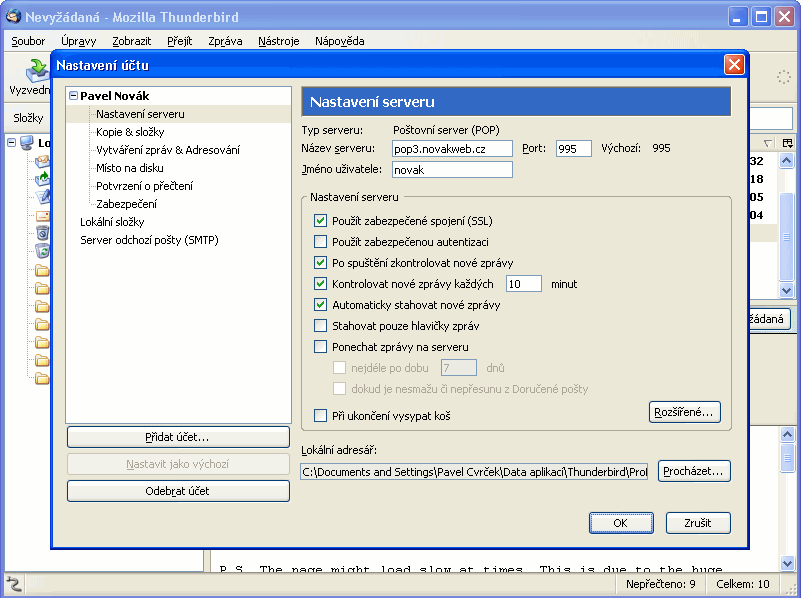 Nevyžádaná - Mozilla Thunderbird
Soubor Úpravy Zobrazit Přejít Zpráva Nástroje Nápověda
Vyzvedn
Složky
Nastavení účtu
Pavel Novák
Nastavení serveru
Kopie & složky
Vytváření zpráv & Adresování
Místo na disku
Potvrzení o přečtení
Zabezpečení
Lokální složky
Server odchozí pošty (SMTP)
Přidat účet...
Nastavit jako výchozí
Odebrat účet
Nastavení serveru
Typ serveru: Poštovní server (POP)
Název serveru: pop3.novakweb.cz Port: 995 Výchozí: 995
Jméno uživatele: novak
Nastavení serveru
Použít zabezpečené spojení (SSL)
Použít zabezpečenou autentizaci
Po spuštění zkontrolovat nové zprávy
Kontrolovat nové zprávy každých 10 minut
Automaticky stahovat nové zprávy
Stahovat pouze hlavičky zpráv
Ponechat zprávy na serveru
nejdéle po dobu 7 dnů
dokud je nesmažu či nepřesunu z Doručené pošty
Při ukončení vysypat koš
Rozšířené...
Lokální adresář:
C:\Documents and Settings\Pavel Cvrček\Data aplikací\Thunderbird\Prof
Procházet...
OK Zrušit
Lo
32
18
05
04
žádaná
P.S. The page might load slow at times. This is due to the huge
Nepřečteno: 9 Celkem: 10